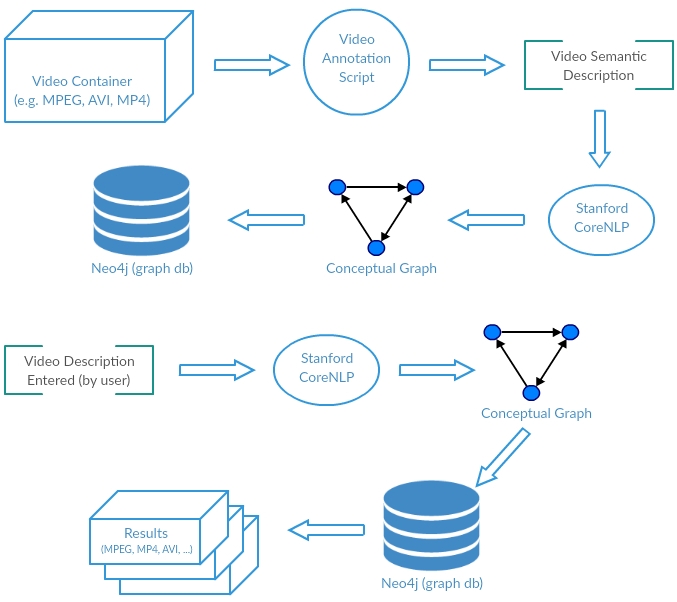 Video Container
(e.g. MPEG, AVI, MP4)
Video
Annotation
Script
Video Semantic
Description
Stanford
CoreNLP
Conceptual Graph
Neo4j (graph db)
Video Description
Entered (by user)
Stanford
CoreNLP
Conceptual Graph
Neo4j (graph db)
Results
(MPEG, MP4, AVI, ...)